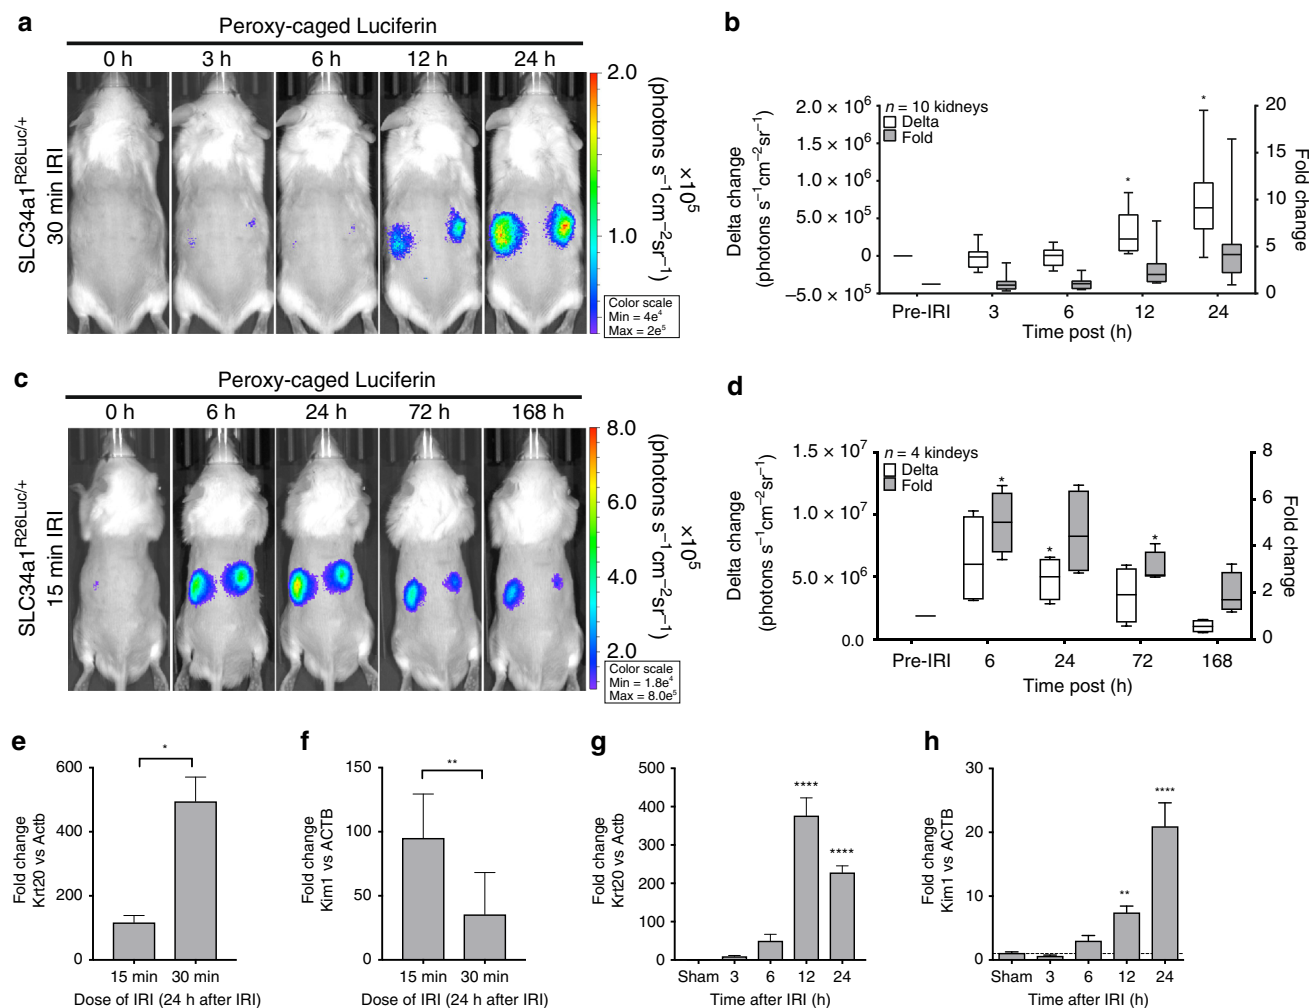 a
Peroxy-caged Luciferin
0 h 3 h 6 h 12 h 24 h
SLC34a1^R26Luc/+
30 min IRI
2.0
1.0
(photons s⁻¹cm⁻²sr⁻¹)
×10⁵
Color scale
Min = 4e⁴
Max = 2e⁵
b
n = 10 kidneys
Delta
Fold
Delta change
(photons s⁻¹cm⁻²sr⁻¹)
2.0 × 10⁶
1.5 × 10⁶
1.0 × 10⁶
5.0 × 10⁵
0
−5.0 × 10⁵
* *
20
15
10
5
0
Fold change
Pre-IRI 3 6 12 24
Time post (h)
c
Peroxy-caged Luciferin
0 h 6 h 24 h 72 h 168 h
SLC34a1^R26Luc/+
15 min IRI
8.0
6.0
4.0
2.0
(photons s⁻¹cm⁻²sr⁻¹)
×10⁵
Color scale
Min = 1.8e⁴
Max = 8.0e⁵
d
n = 4 kindeys
Delta
Fold
Delta change
(photons s⁻¹cm⁻²sr⁻¹)
1.5 × 10⁷
1.0 × 10⁷
5.0 × 10⁶
0.0
* * *
8
6
4
2
0
Fold change
Pre-IRI 6 24 72 168
Time post (h)
e
Fold change
Krt20 vs Actb
600
400
200
0
*
15 min 30 min
Dose of IRI (24 h after IRI)
f
Fold change
Kim1 vs ACTB
150
100
50
0
**
15 min 30 min
Dose of IRI (24 h after IRI)
g
Fold change
Krt20 vs Actb
500
400
300
200
100
0
**** ****
Sham 3 6 12 24
Time after IRI (h)
h
Fold change
Kim1 vs ACTB
30
20
10
0
** ****
Sham 3 6 12 24
Time after IRI (h)